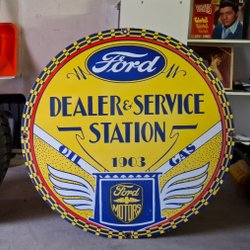 Ford
DEALER & SERVICE
STATION
1903
OIL GAS
Ford
MOTORS